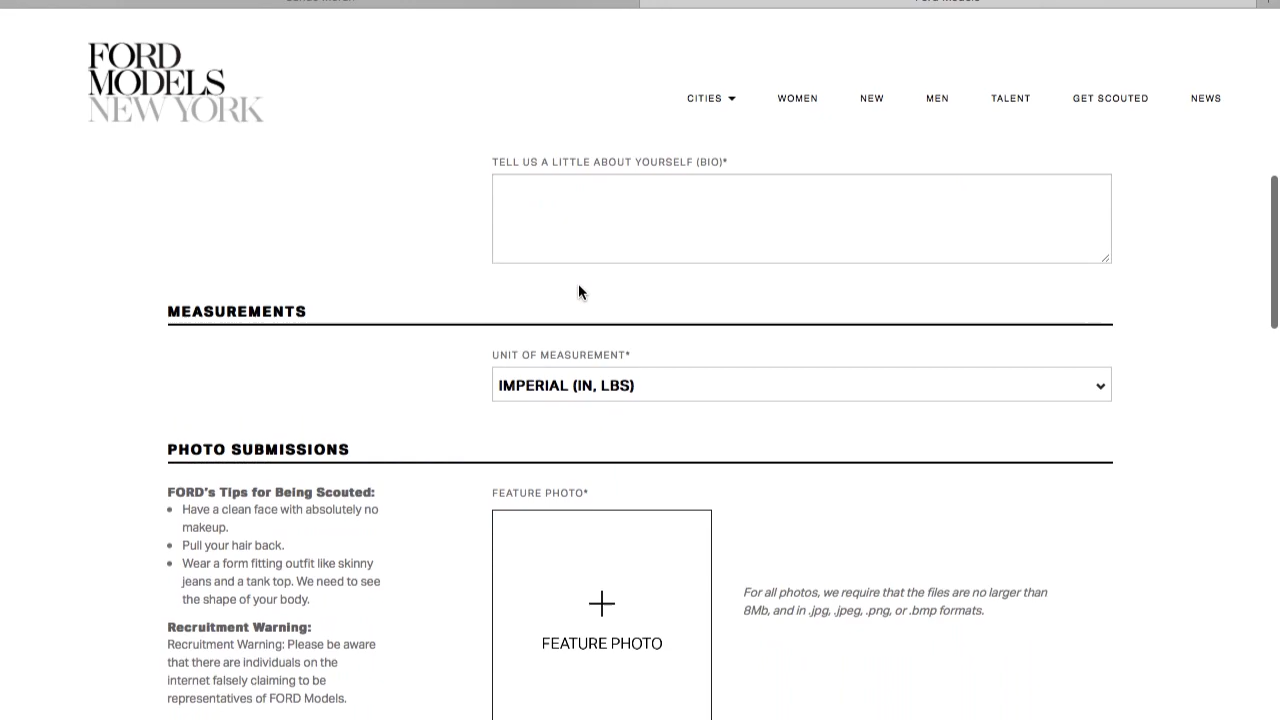 FORD
MODELS
NEW YORK
CITIES WOMEN NEW MEN TALENT GET SCOUTED NEWS
TELL US A LITTLE ABOUT YOURSELF (BIO)*
MEASUREMENTS
UNIT OF MEASUREMENT*
IMPERIAL (IN, LBS)
PHOTO SUBMISSIONS
FORD's Tips for Being Scouted:
Have a clean face with absolutely no
makeup.
Pull your hair back.
Wear a form fitting outfit like skinny
jeans and a tank top. We need to see
the shape of your body.
Recruitment Warning:
Recruitment Warning: Please be aware
that there are individuals on the
internet falsely claiming to be
representatives of FORD Models.
FEATURE PHOTO*
FEATURE PHOTO
For all photos, we require that the files are no larger than
8Mb, and in .jpg, .jpeg, .png, or .bmp formats.